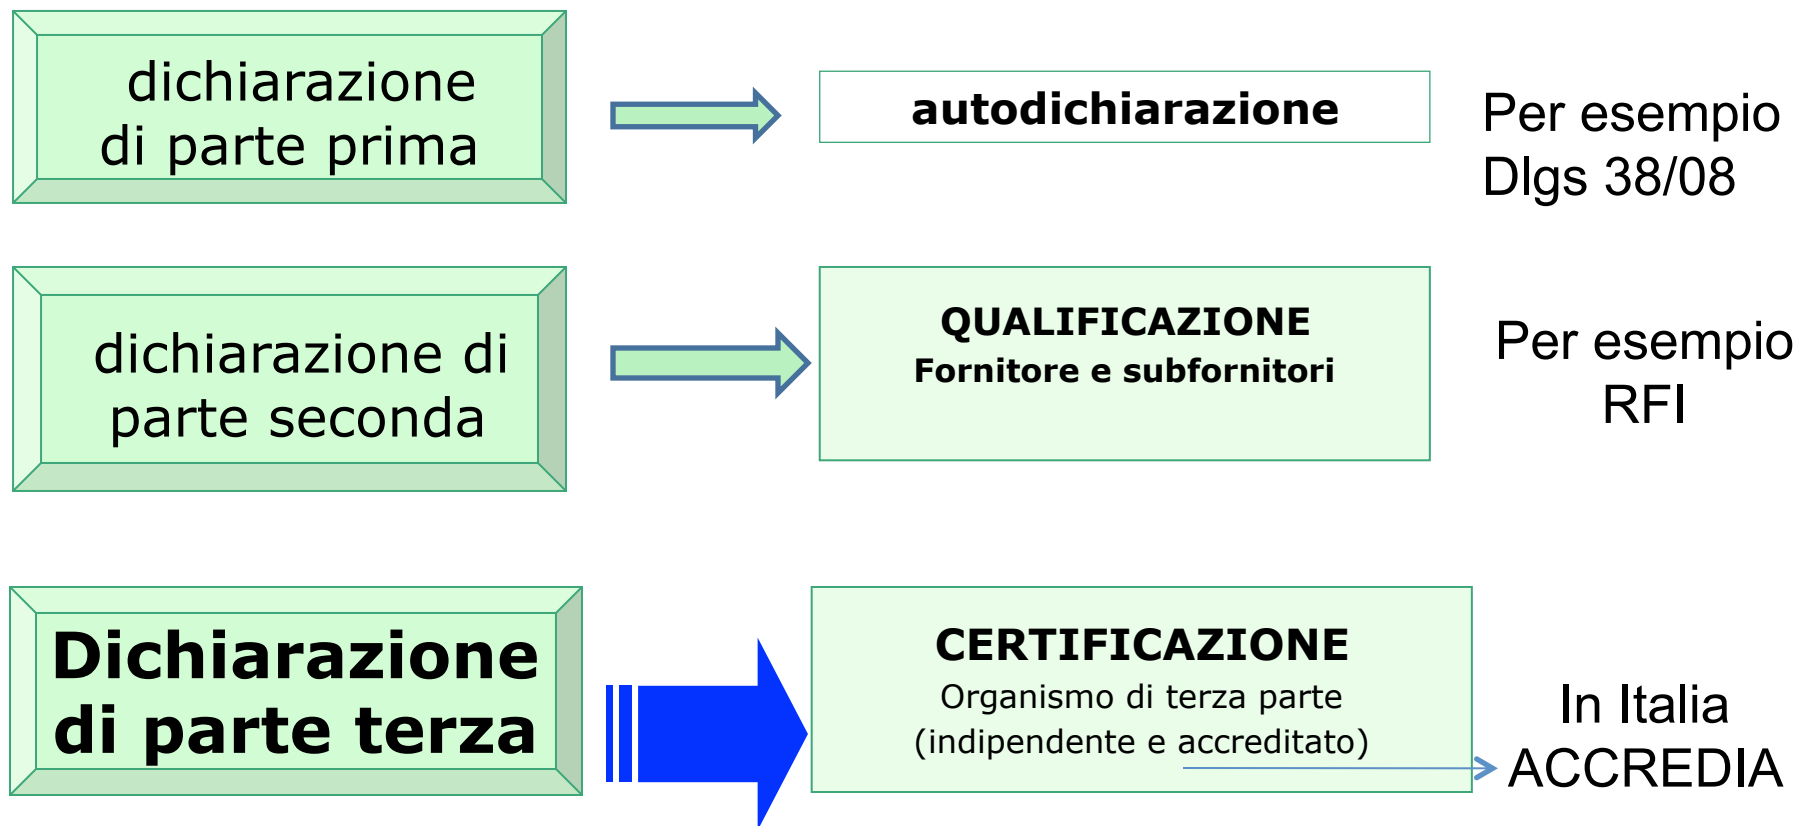 dichiarazione
di parte prima
autodichiarazione
Per esempio
Dlgs 38/08
dichiarazione di
parte seconda
QUALIFICAZIONE
Fornitore e subfornitori
Per esempio
RFI
Dichiarazione
di parte terza
CERTIFICAZIONE
Organismo di terza parte
(indipendente e accreditato)
In Italia
ACCREDIA